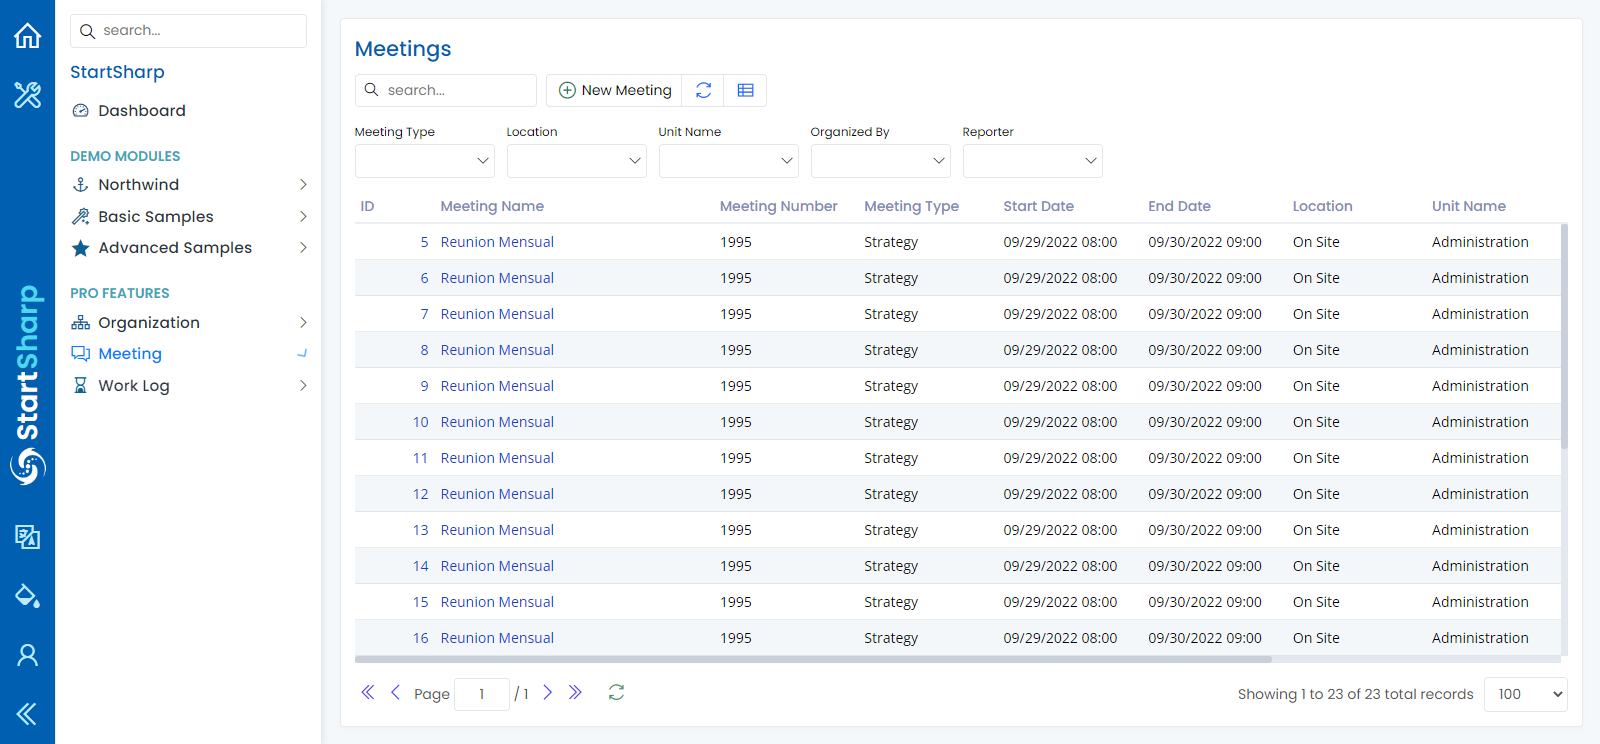 search...
StartSharp
Dashboard
DEMO MODULES
Northwind
Basic Samples
Advanced Samples
PRO FEATURES
Organization
Meeting
Work Log
StartSharp
Meetings
search...
New Meeting
Meeting Type Location Unit Name Organized By Reporter
ID Meeting Name Meeting Number Meeting Type Start Date End Date Location Unit Name
5 Reunion Mensual 1995 Strategy 09/29/2022 08:00 09/30/2022 09:00 On Site Administration
6 Reunion Mensual 1995 Strategy 09/29/2022 08:00 09/30/2022 09:00 On Site Administration
7 Reunion Mensual 1995 Strategy 09/29/2022 08:00 09/30/2022 09:00 On Site Administration
8 Reunion Mensual 1995 Strategy 09/29/2022 08:00 09/30/2022 09:00 On Site Administration
9 Reunion Mensual 1995 Strategy 09/29/2022 08:00 09/30/2022 09:00 On Site Administration
10 Reunion Mensual 1995 Strategy 09/29/2022 08:00 09/30/2022 09:00 On Site Administration
11 Reunion Mensual 1995 Strategy 09/29/2022 08:00 09/30/2022 09:00 On Site Administration
12 Reunion Mensual 1995 Strategy 09/29/2022 08:00 09/30/2022 09:00 On Site Administration
13 Reunion Mensual 1995 Strategy 09/29/2022 08:00 09/30/2022 09:00 On Site Administration
14 Reunion Mensual 1995 Strategy 09/29/2022 08:00 09/30/2022 09:00 On Site Administration
15 Reunion Mensual 1995 Strategy 09/29/2022 08:00 09/30/2022 09:00 On Site Administration
16 Reunion Mensual 1995 Strategy 09/29/2022 08:00 09/30/2022 09:00 On Site Administration
Page 1 / 1 Showing 1 to 23 of 23 total records 100